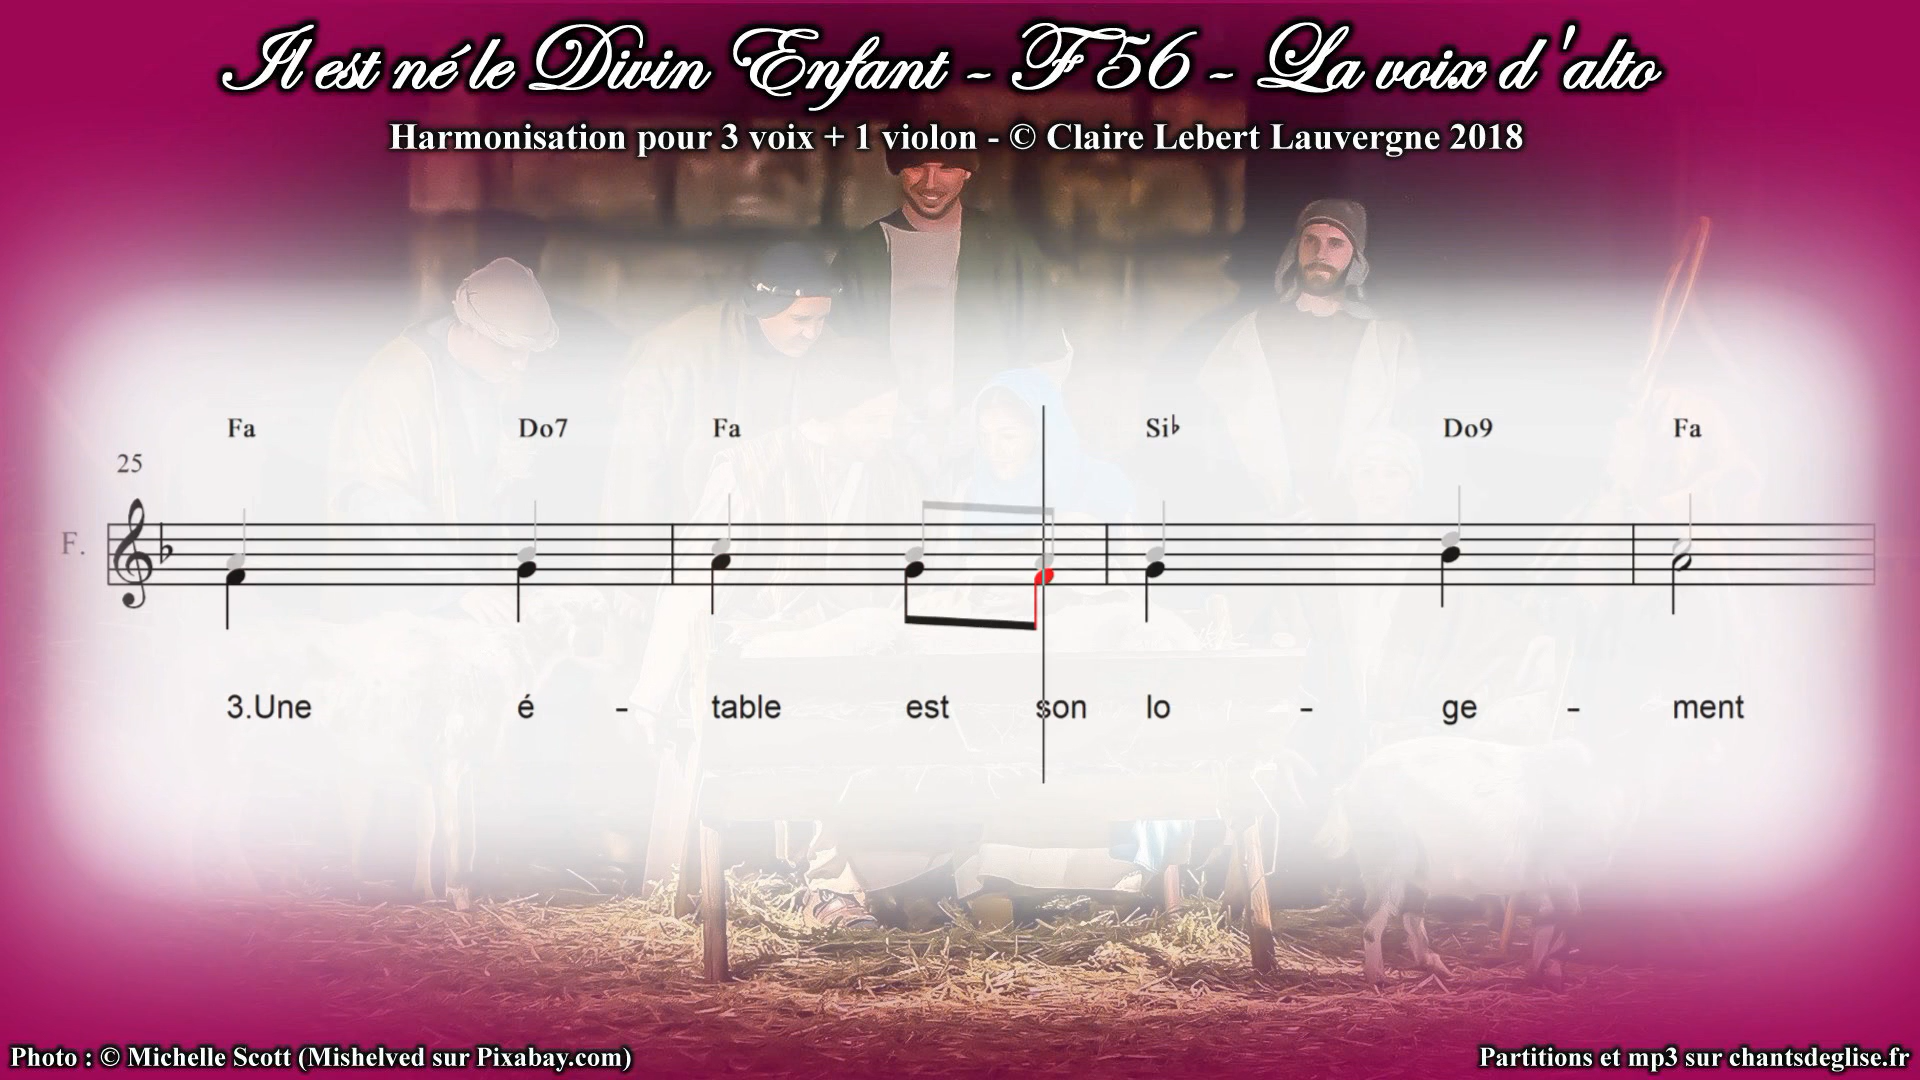 Il est né le Divin Enfant - F 56 - La voix d'alto
Harmonisation pour 3 voix + 1 violon - © Claire Lebert Lauvergne 2018
Fa Do7 Fa Si♭ Do9 Fa
25
F.
3.Une é - table est son lo - ge - ment
Photo : © Michelle Scott (Mishelved sur Pixabay.com)
Partitions et mp3 sur chantsdeglise.fr